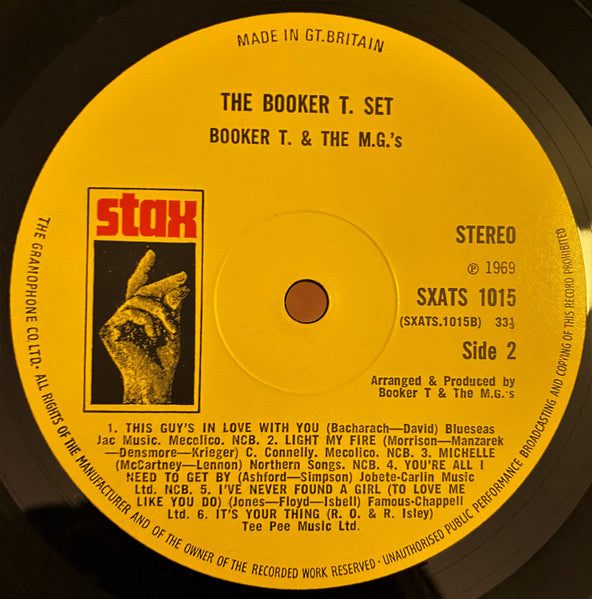 MADE IN GT. BRITAIN
THE BOOKER T. SET
BOOKER T. & THE M.G.'s
stax
STEREO
℗ 1969
SXATS 1015
(SXATS.1015B) 33⅓
Side 2
Arranged & Produced by
Booker T & The M.G.'s
1. THIS GUY'S IN LOVE WITH YOU (Bacharach—David) Blueseas
Jac Music. Mecolico. NCB. 2. LIGHT MY FIRE (Morrison—Manzarek
—Densmore—Krieger) C. Connelly. Mecolico. NCB. 3. MICHELLE
(McCartney—Lennon) Northern Songs. NCB. 4. YOU'RE ALL I
NEED TO GET BY (Ashford—Simpson) Jobete-Carlin Music
Ltd. NCB. 5. I'VE NEVER FOUND A GIRL (TO LOVE ME
LIKE YOU DO) (Jones—Floyd—Isbell) Famous-Chappell
Ltd. 6. IT'S YOUR THING (R. O. & R. Isley)
Tee Pee Music Ltd.
THE GRAMOPHONE CO. LTD. · ALL RIGHTS OF THE MANUFACTURER AND OF THE OWNER OF THE RECORDED WORK RESERVED · UNAUTHORISED PUBLIC PERFORMANCE BROADCASTING AND COPYING OF THIS RECORD PROHIBITED